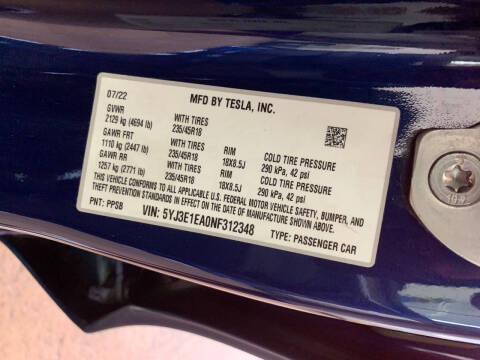 MFD BY TESLA, INC.
07/22
GVWR
2129 kg (4694 lb) WITH TIRES 235/45R18
GAWR FRT WITH TIRES RIM COLD TIRE PRESSURE
1110 kg (2447 lb) 235/45R18 18X8.5J 290 kPa, 42 psi
GAWR RR WITH TIRES RIM COLD TIRE PRESSURE
1257 kg (2771 lb) 235/45R18 18X8.5J 290 kPa, 42 psi
THIS VEHICLE CONFORMS TO ALL APPLICABLE U.S. FEDERAL MOTOR VEHICLE SAFETY, BUMPER, AND
THEFT PREVENTION STANDARDS IN EFFECT ON THE DATE OF MANUFACTURE SHOWN ABOVE.
PNT: PPSB VIN: 5YJ3E1EA0NF312348 TYPE: PASSENGER CAR